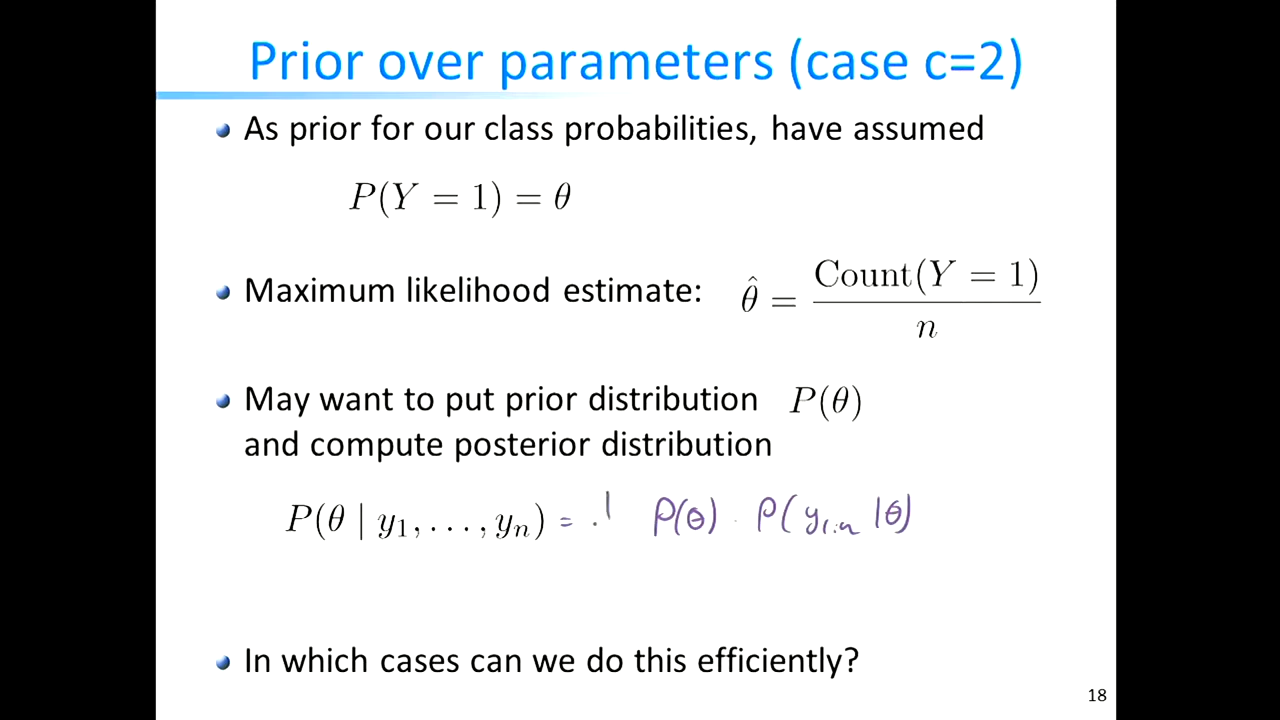 Prior over parameters (case c=2)
As prior for our class probabilities, have assumed
P(Y = 1) = θ
Maximum likelihood estimate: θ̂ = Count(Y = 1) / n
May want to put prior distribution P(θ)
and compute posterior distribution
P(θ | y₁, . . . , yₙ) = P(θ) · P(y₁:ₙ | θ)
In which cases can we do this efficiently?
18